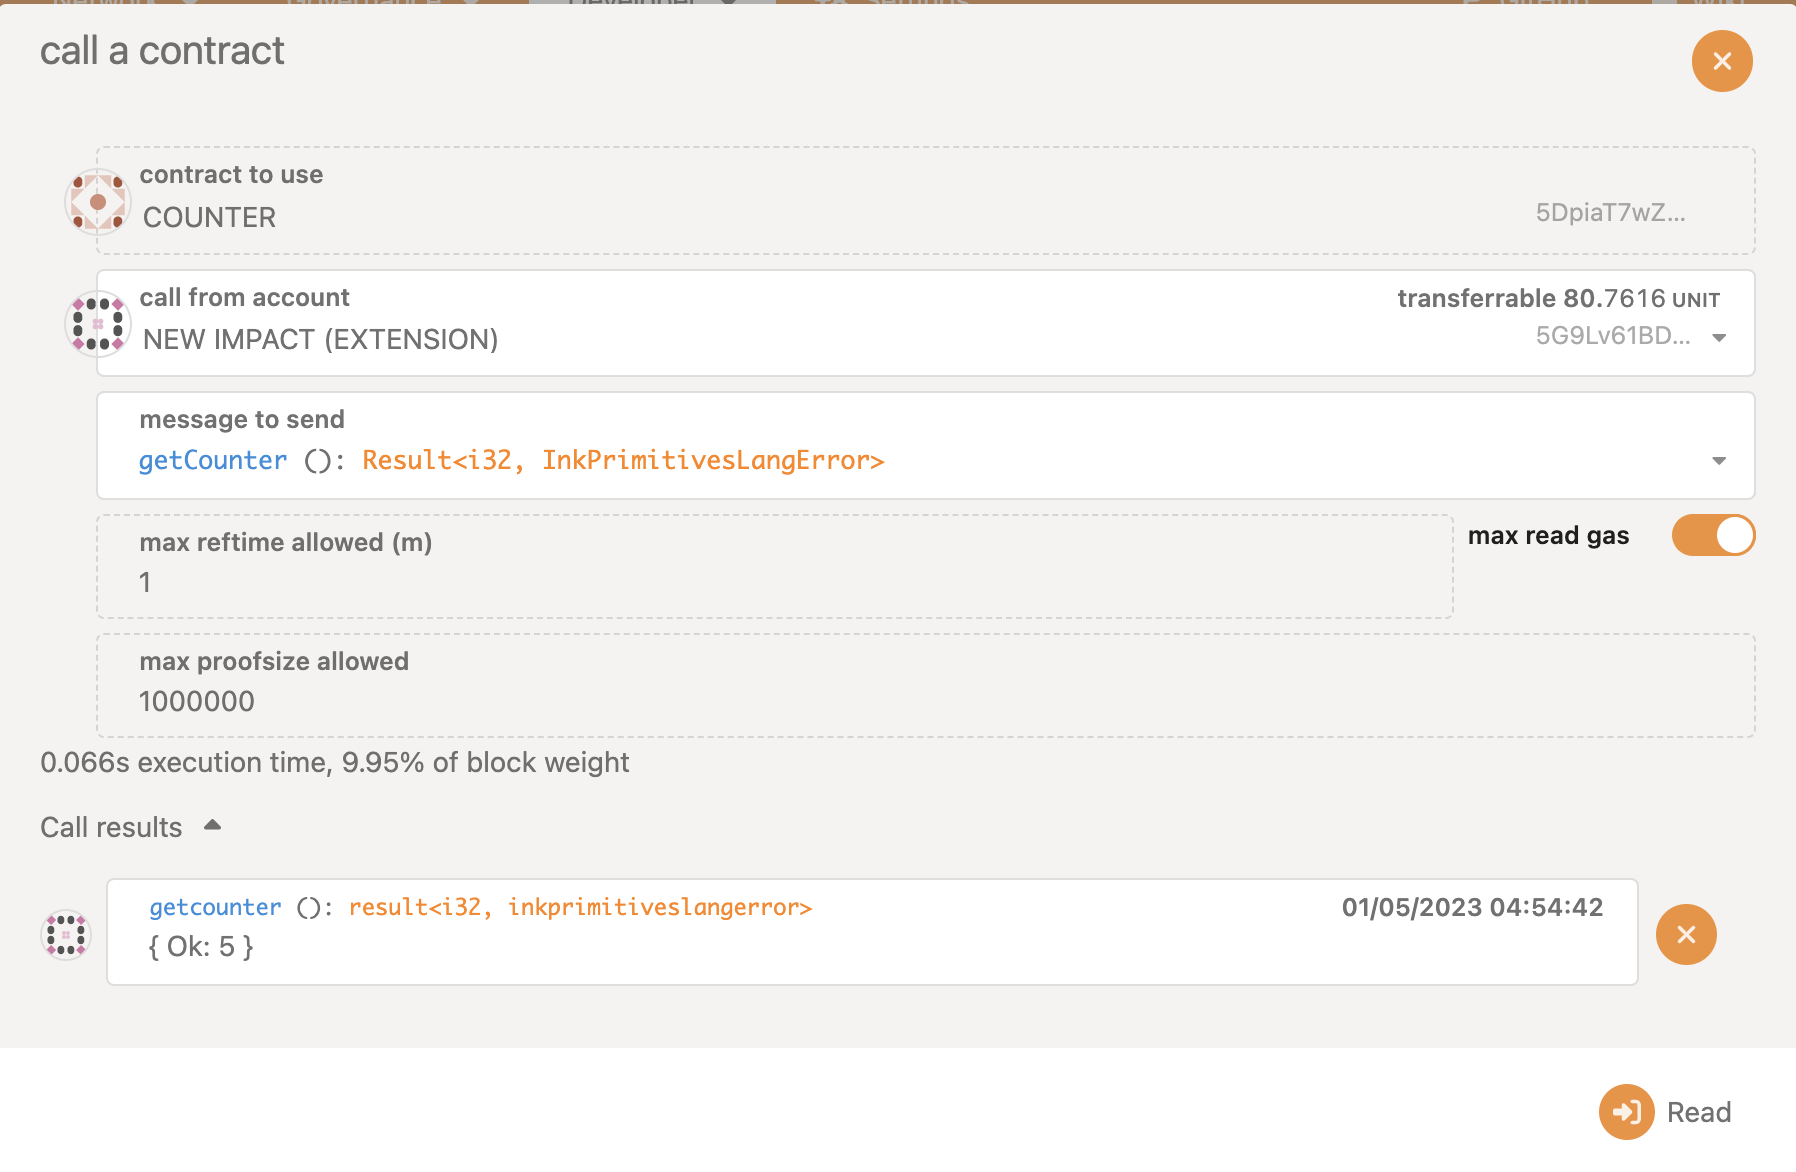 call a contract
contract to use
COUNTER
5DpiaT7wZ...
call from account
transferrable 80.7616 UNIT
NEW IMPACT (EXTENSION)
5G9Lv61BD...
message to send
getCounter (): Result<i32, InkPrimitivesLangError>
max reftime allowed (m)
max read gas
1
max proofsize allowed
1000000
0.066s execution time, 9.95% of block weight
Call results
getcounter (): result<i32, inkprimitiveslangerror>
01/05/2023 04:54:42
{ Ok: 5 }
Read